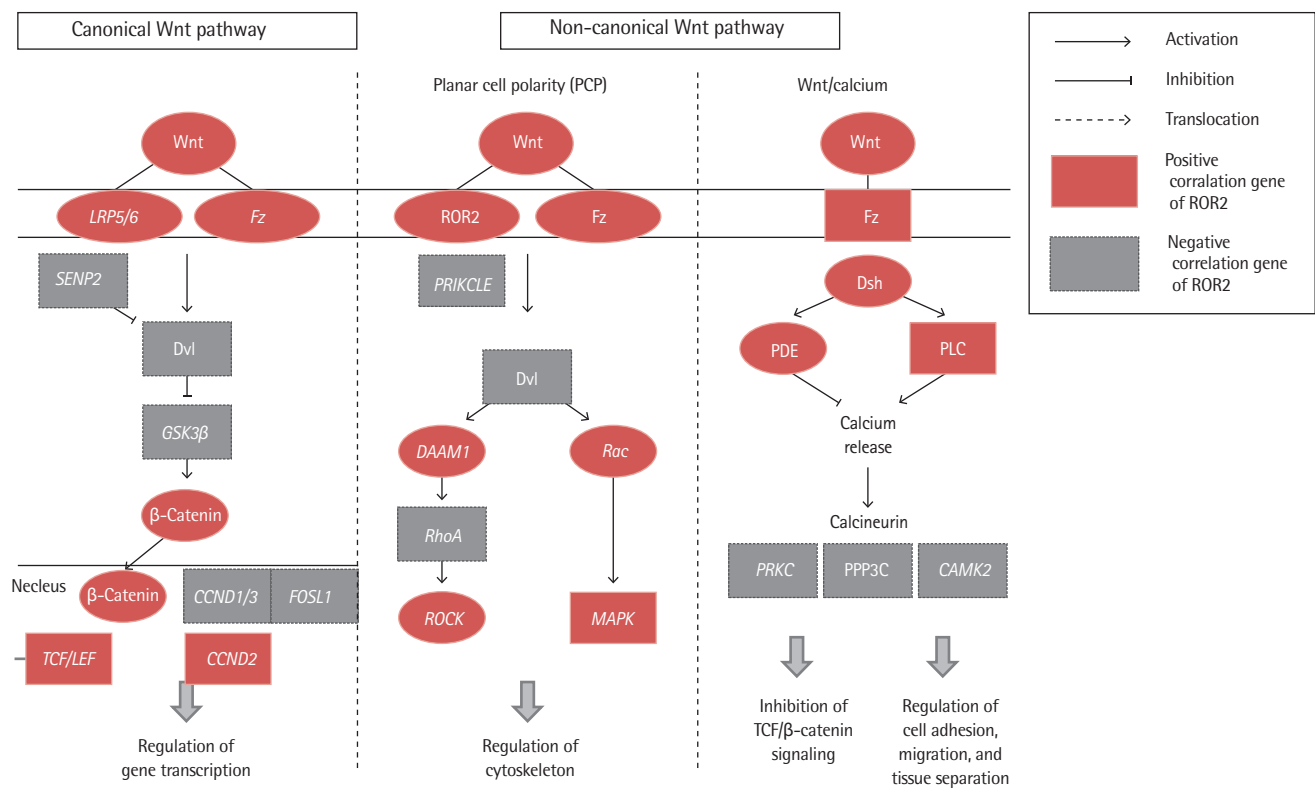 Canonical Wnt pathway
Non-canonical Wnt pathway
Planar cell polarity (PCP)
Wnt/calcium
Wnt
LRP5/6
Fz
SENP2
Dvl
GSK3β
β-Catenin
Necleus
β-Catenin
CCND1/3
FOSL1
TCF/LEF
CCND2
Regulation of
gene transcription
Wnt
ROR2
Fz
PRIKCLE
Dvl
DAAM1
Rac
RhoA
ROCK
MAPK
Regulation of
cytoskeleton
Wnt
Fz
Dsh
PDE
PLC
Calcium
release
Calcineurin
PRKC
PPP3C
CAMK2
Inhibition of
TCF/β-catenin
signaling
Regulation of
cell adhesion,
migration, and
tissue separation
Activation
Inhibition
Translocation
Positive
corralation gene
of ROR2
Negative
correlation gene
of ROR2